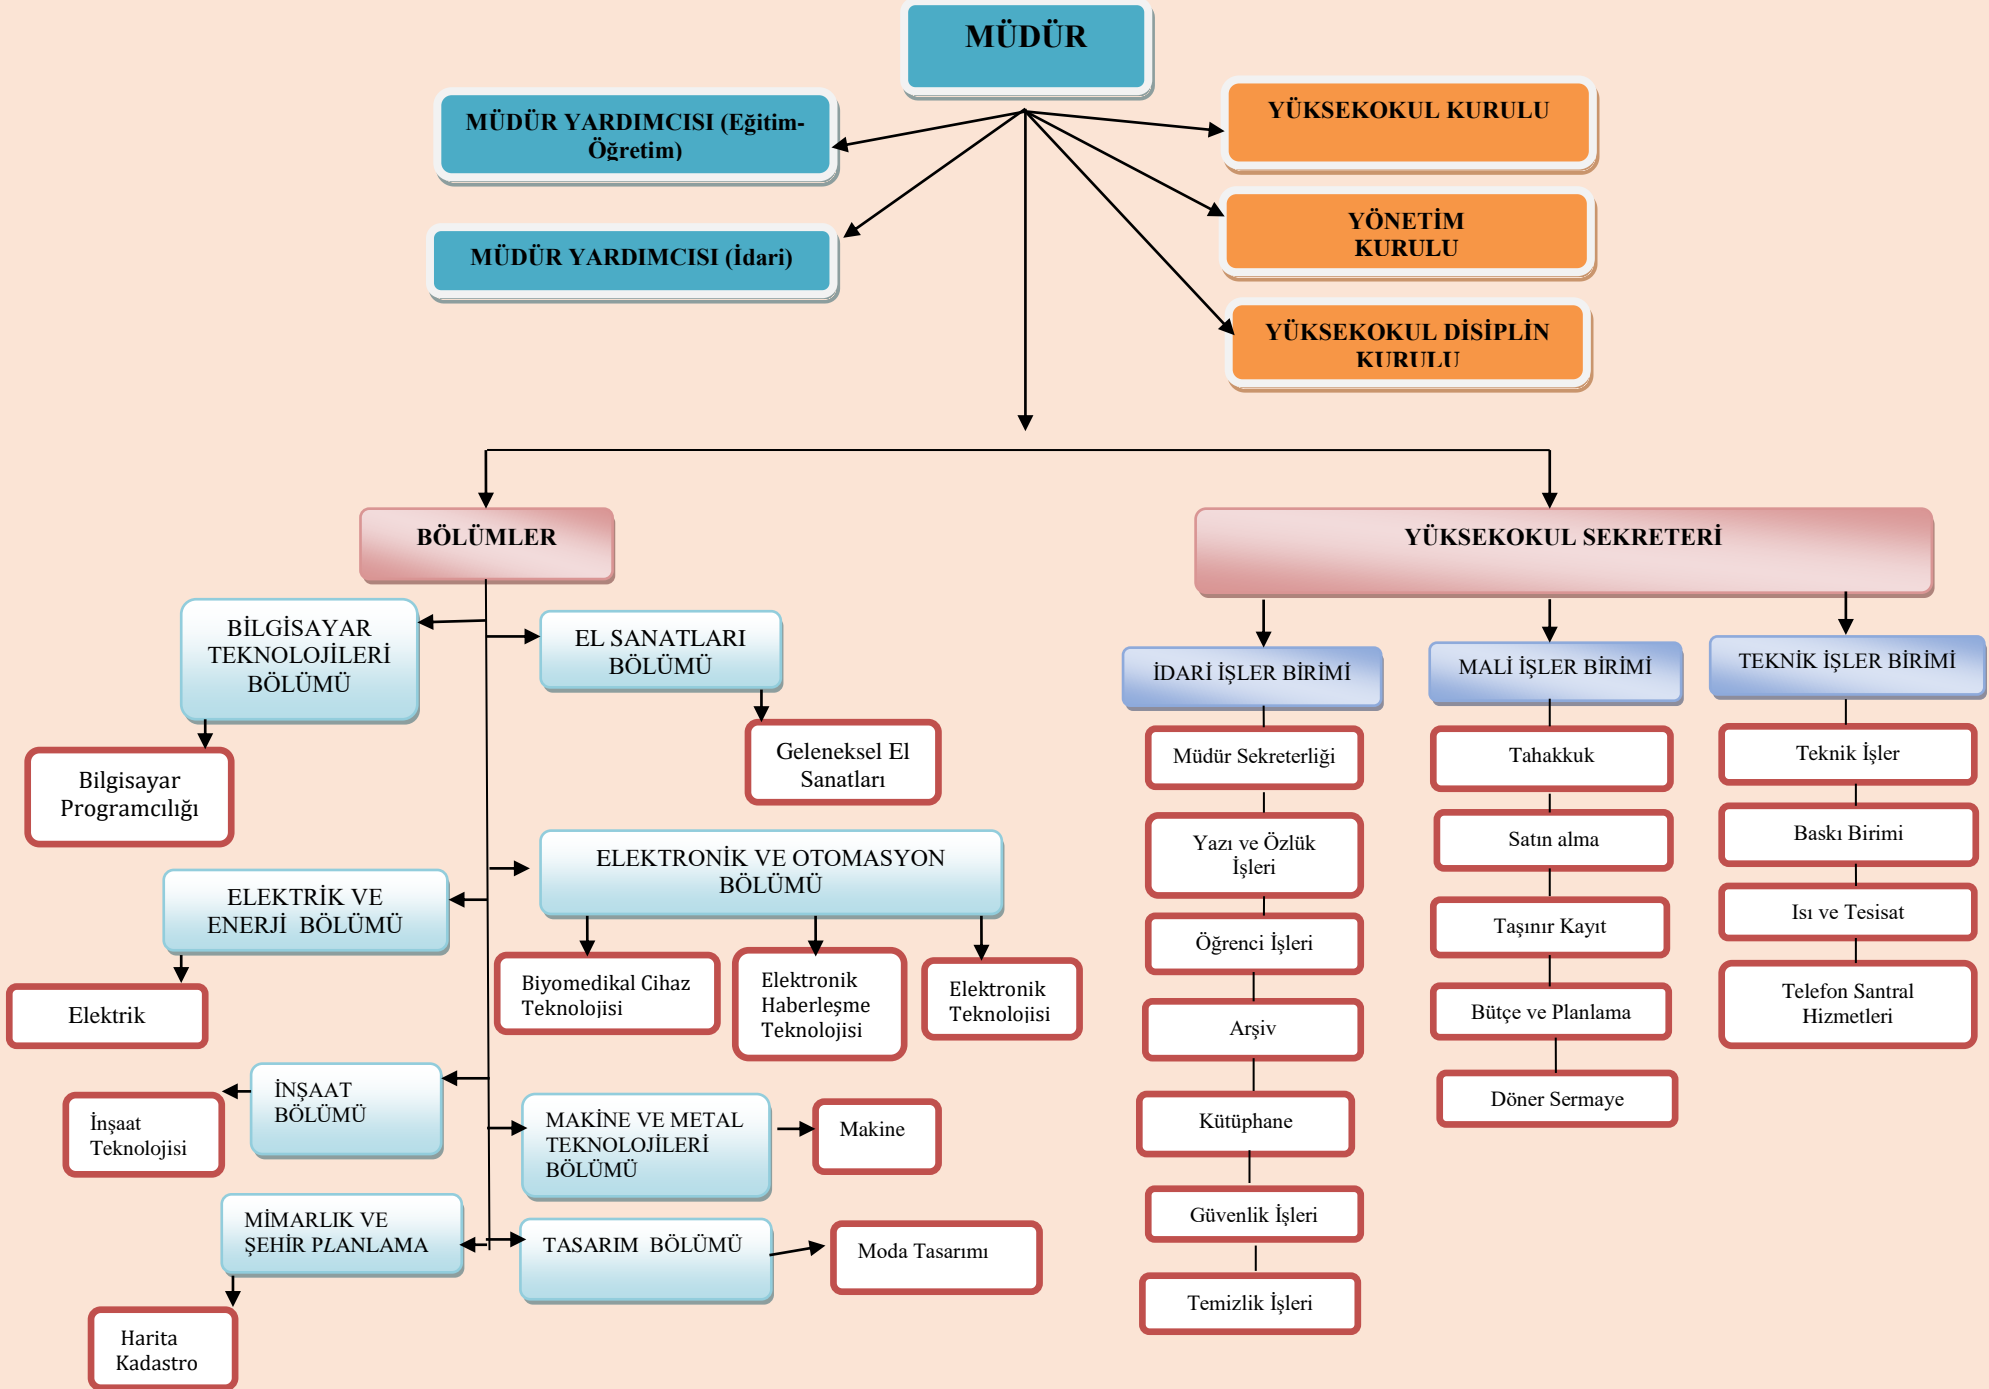 MÜDÜR
MÜDÜR YARDIMCISI (Eğitim-
Öğretim)
YÜKSEKOKUL KURULU
MÜDÜR YARDIMCISI (İdari)
YÖNETİM
KURULU
YÜKSEKOKUL DİSİPLİN
KURULU
BÖLÜMLER
YÜKSEKOKUL SEKRETERİ
BİLGİSAYAR
TEKNOLOJİLERİ
BÖLÜMÜ
EL SANATLARI
BÖLÜMÜ
Bilgisayar
Programcılığı
Geleneksel El
Sanatları
ELEKTRİK VE
ENERJİ  BÖLÜMÜ
ELEKTRONİK VE OTOMASYON
BÖLÜMÜ
Elektrik
Biyomedikal Cihaz
Teknolojisi
Elektronik
Haberleşme
Teknolojisi
Elektronik
Teknolojisi
İNŞAAT
BÖLÜMÜ
İnşaat
Teknolojisi
MAKİNE VE METAL
TEKNOLOJİLERİ
BÖLÜMÜ
Makine
MİMARLIK VE
ŞEHİR PLANLAMA
TASARIM  BÖLÜMÜ
Moda Tasarımı
Harita
Kadastro
İDARİ İŞLER BİRİMİ
Müdür Sekreterliği
Yazı ve Özlük
İşleri
Öğrenci İşleri
Arşiv
Kütüphane
Güvenlik İşleri
Temizlik İşleri
MALİ İŞLER BİRİMİ
Tahakkuk
Satın alma
Taşınır Kayıt
Bütçe ve Planlama
Döner Sermaye
TEKNİK İŞLER BİRİMİ
Teknik İşler
Baskı Birimi
Isı ve Tesisat
Telefon Santral
Hizmetleri